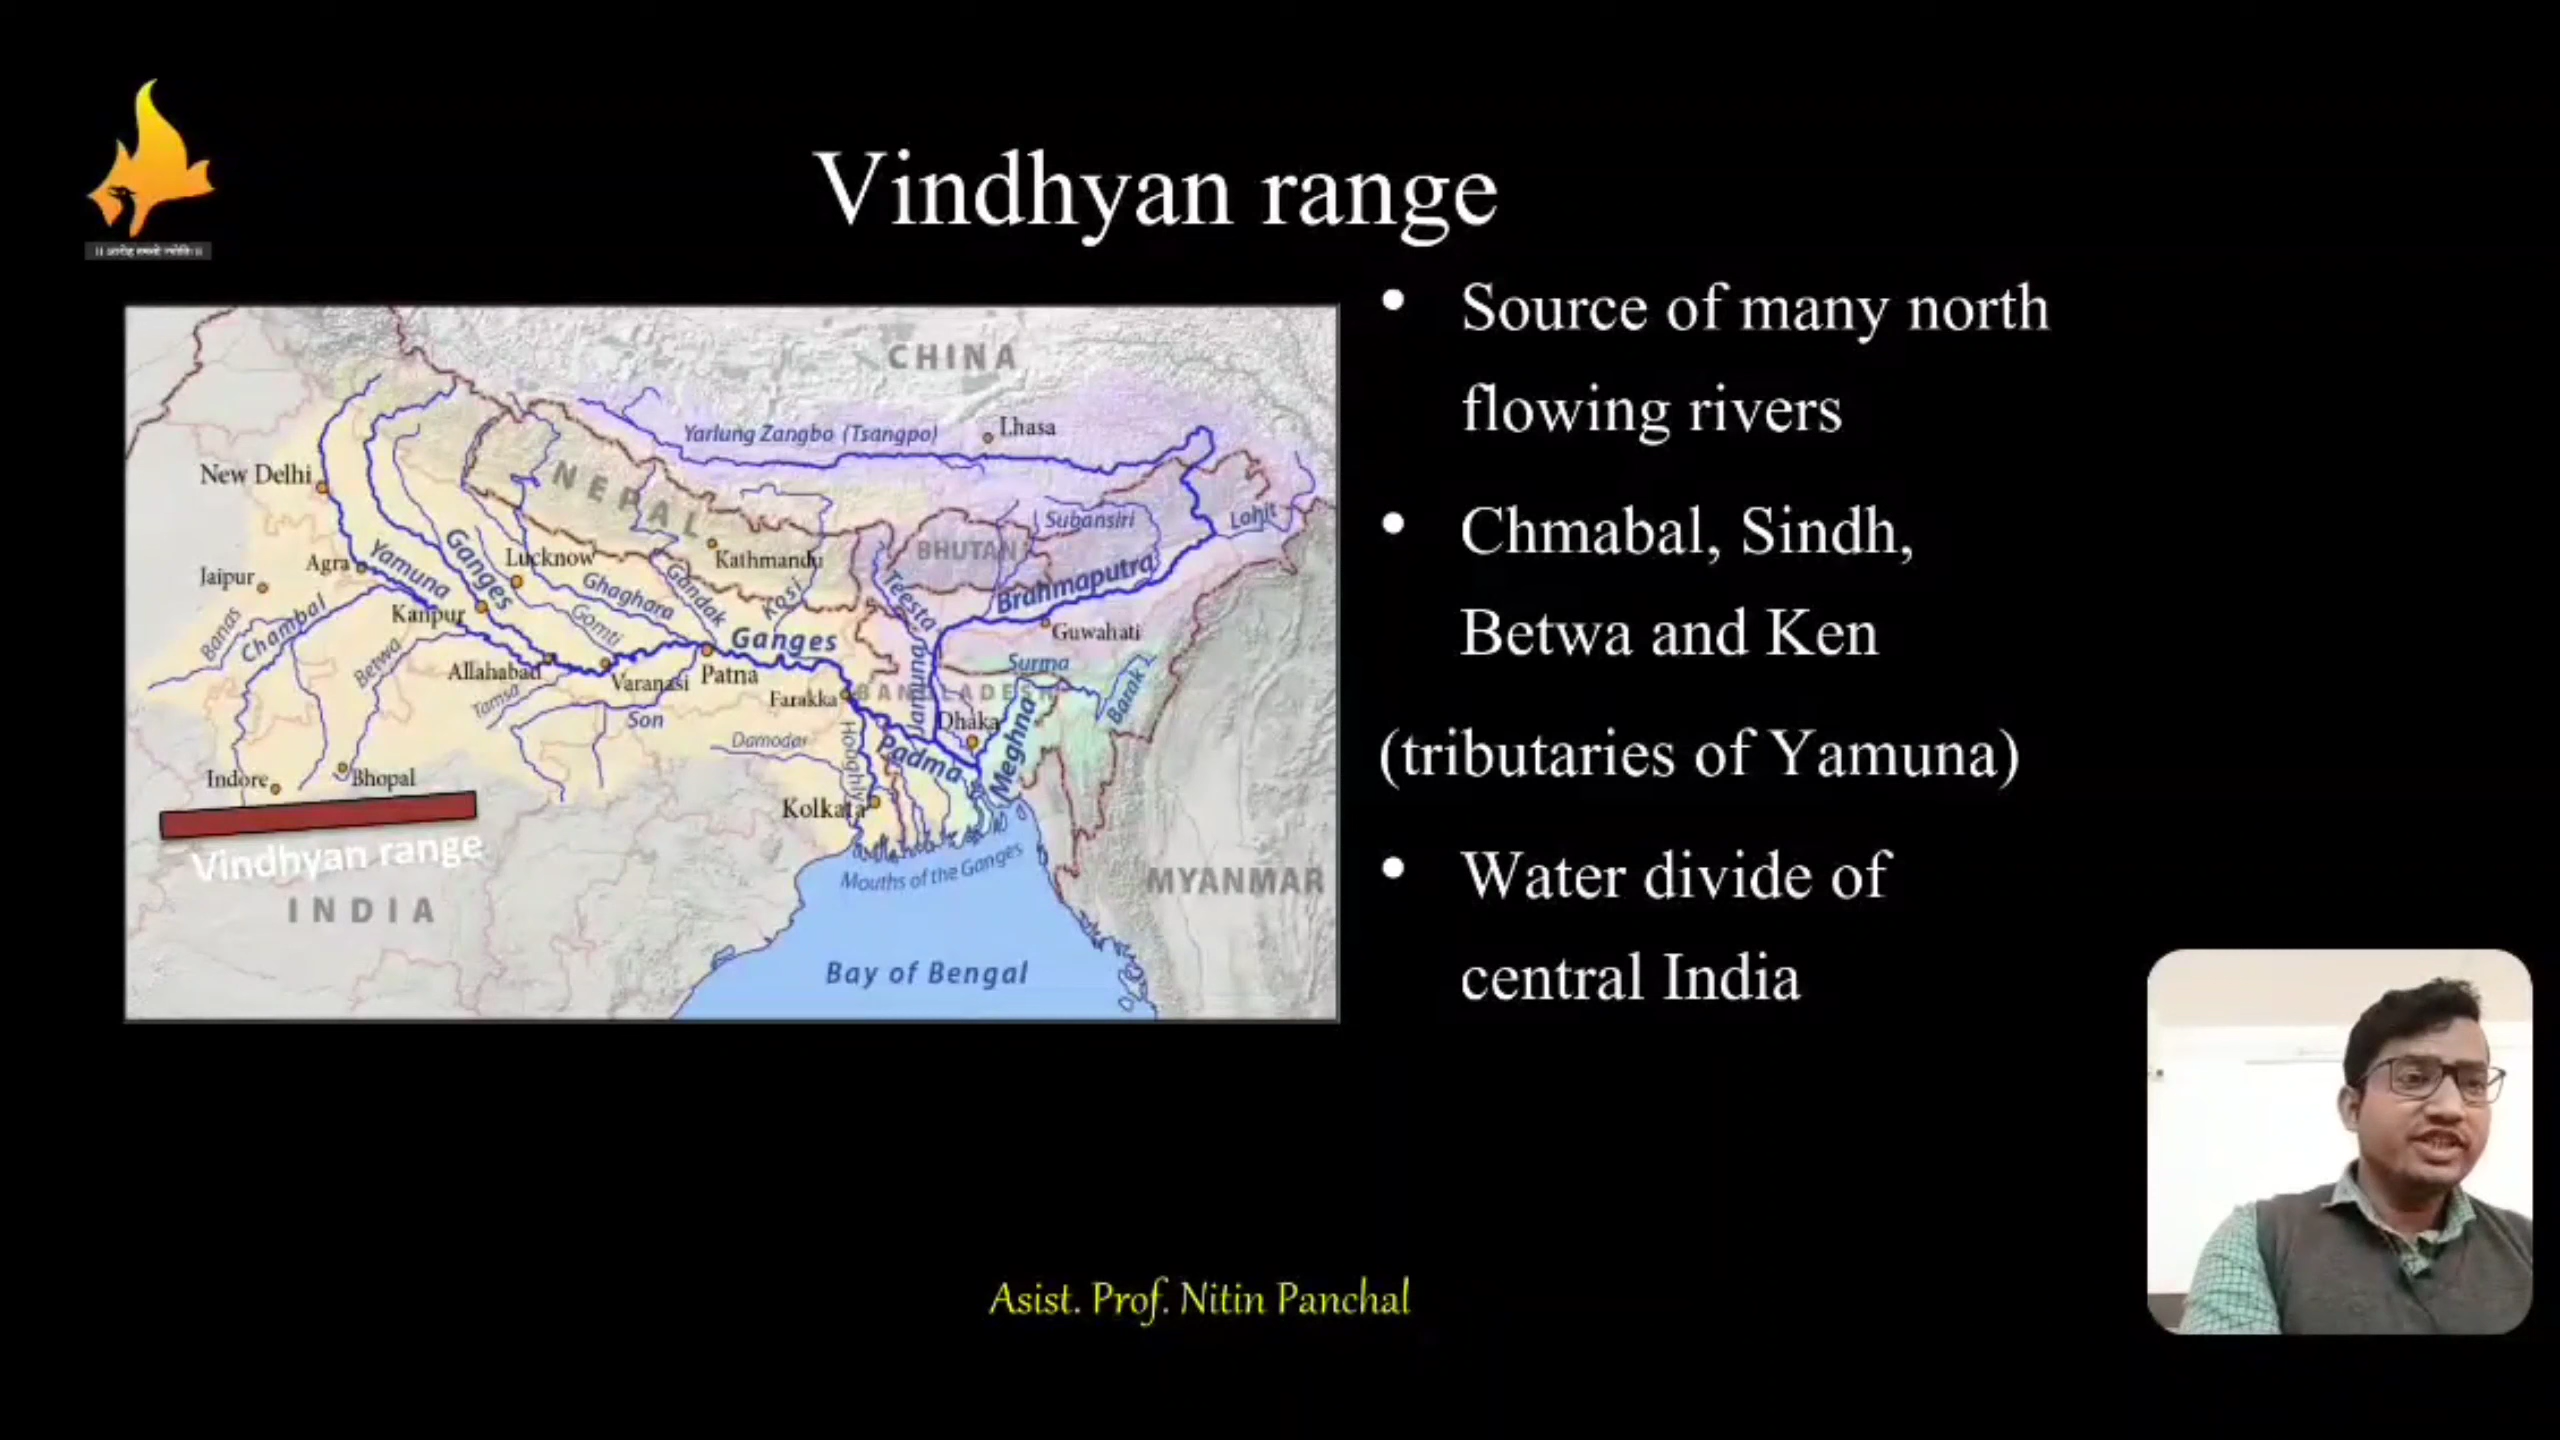 Vindhyan range
CHINA
Yarlung Zangbo (Tsangpo)
Lhasa
New Delhi
NEPAL
Subansiri
Lohit
BHUTAN
Kathmandu
Lucknow
Agra
Yamuna
Ganges
Ghaghara
Gandak
Kosi
Teesta
Brahmaputra
Jaipur
Banas
Chambal
Kanpur
Gomti
Ganges
Guwahati
Betwa
Allahabad
Varanasi
Patna
Surma
Barak
Tamsa
Son
Farakka
BANGLADESH
Jamuna
Dhaka
Meghna
Damodar
Hooghly
Padma
Indore
Bhopal
Kolkata
Vindhyan range
Mouths of the Ganges
INDIA
MYANMAR
Bay of Bengal
• Source of many north
flowing rivers
• Chmabal, Sindh,
Betwa and Ken
(tributaries of Yamuna)
• Water divide of
central India
Asist. Prof. Nitin Panchal